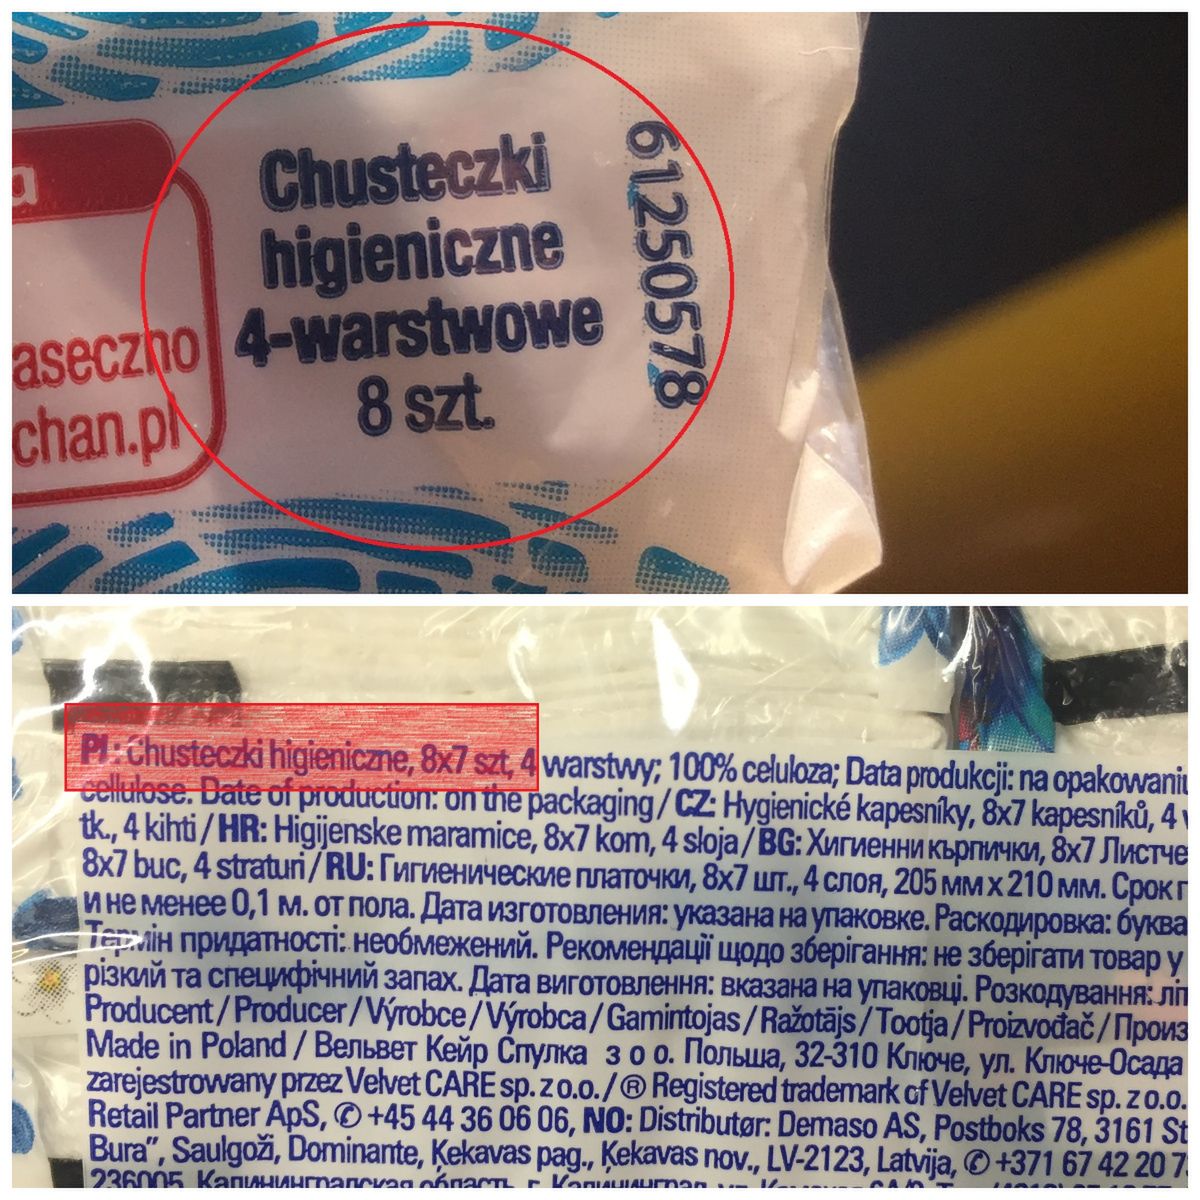 a
aseczno
chan.pl
Chusteczki
higieniczne
4-warstwowe
8 szt.
61250578
PL: Chusteczki higieniczne, 8x7 szt, 4 warstwy; 100% celuloza; Data produkcji: na opakowaniu
cellulose. Date of production: on the packaging / CZ: Hygienické kapesníky, 8x7 kapesníků, 4 v
tk., 4 kihti / HR: Higijenske maramice, 8x7 kom, 4 sloja / BG: Хигиенни кърпички, 8x7 Листче
8x7 buc, 4 straturi / RU: Гигиенические платочки, 8x7 шт., 4 слоя, 205 мм x 210 мм. Срок г
и не менее 0,1 м. от пола. Дата изготовления: указана на упаковке. Раскодировка: буква
Термін придатності: необмежений. Рекомендації щодо зберігання: не зберігати товар у
різкий та специфічний запах. Дата виготовлення: вказана на упаковці. Розкодування: літ
Producent / Producer / Výrobce / Výrobca / Gamintojas / Ražotājs / Tootja / Proizvođač / Произ
Made in Poland / Вельвет Кейр Спулка з о о. Польша, 32-310 Ключе, ул. Ключе-Осада
zarejestrowany przez Velvet CARE sp. z o.o. / ® Registered trademark of Velvet CARE sp. z o.o.
Retail Partner ApS, ✆ +45 44 36 06 06, NO: Distributør: Demaso AS, Postboks 78, 3161 St
Bura”, Saulgoži, Dominante, Ķekavas pag., Ķekavas nov., LV-2123, Latvija, ✆ +371 67 42 20 7
236005, Калининградская область, г. Калининград, ул.